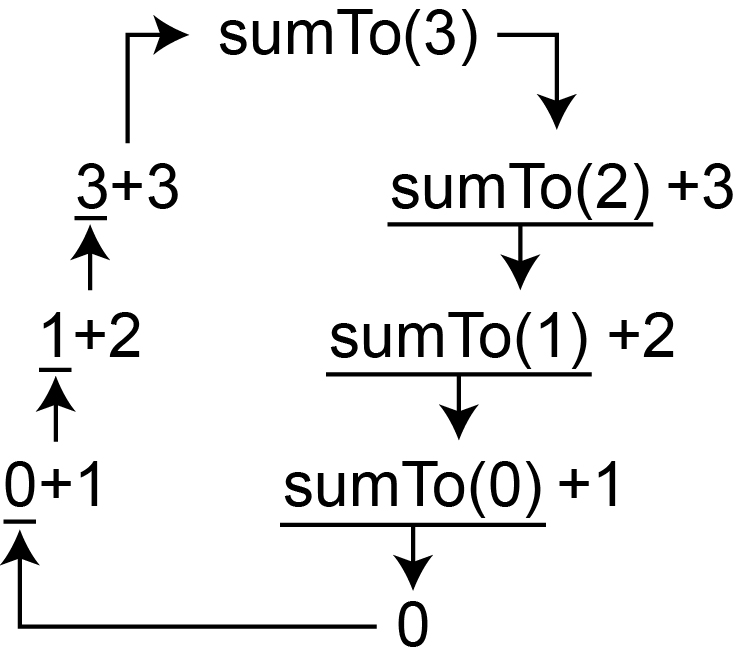 sumTo(3)
3+3 sumTo(2) +3
1+2 sumTo(1) +2
0+1 sumTo(0) +1
0